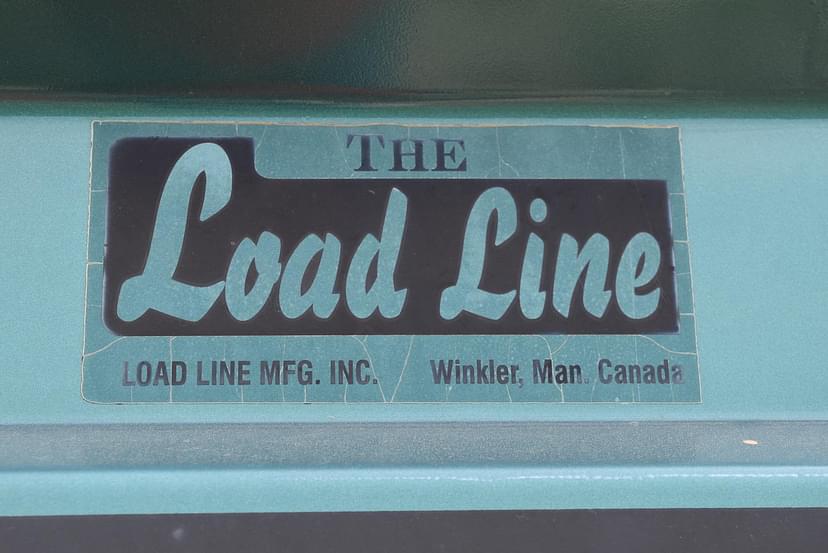 THE
Load Line
LOAD LINE MFG. INC. Winkler, Man. Canada